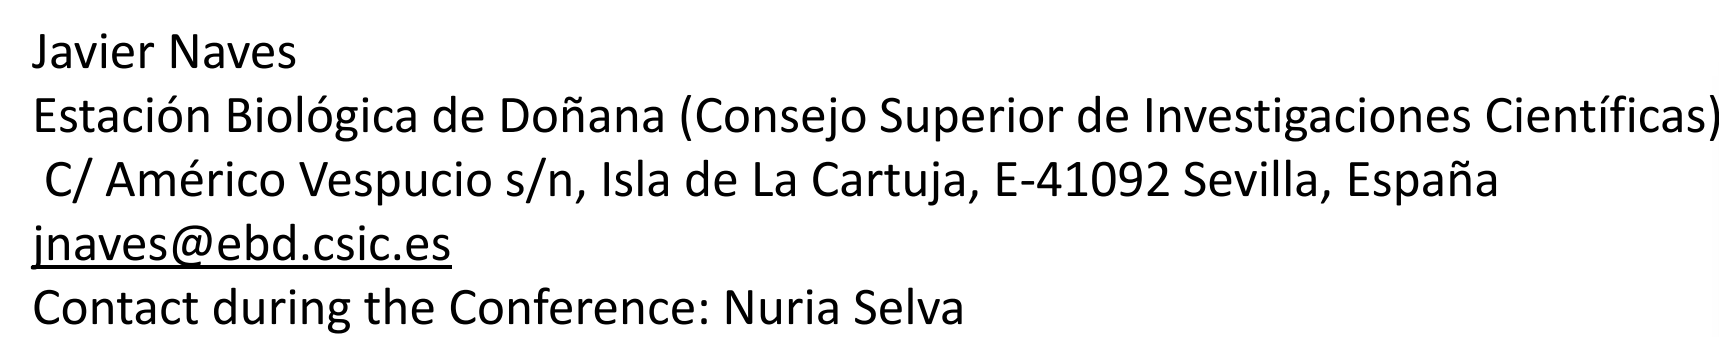 Javier Naves
Estación Biológica de Doñana (Consejo Superior de Investigaciones Científicas)
C/ Américo Vespucio s/n, Isla de La Cartuja, E-41092 Sevilla, España
jnaves@ebd.csic.es
Contact during the Conference: Nuria Selva